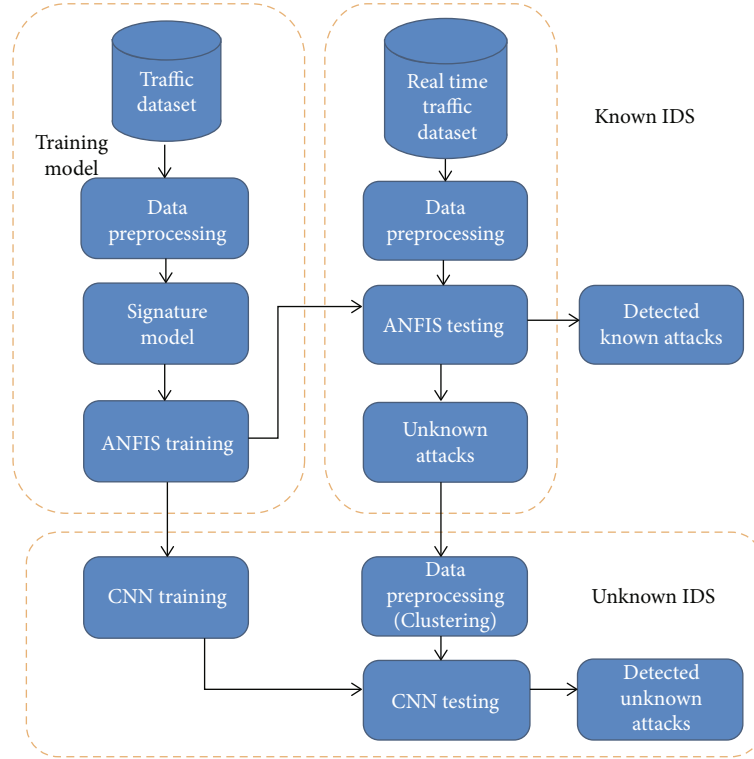 Traffic
dataset
Training
model
Data
preprocessing
Signature
model
ANFIS training
Real time
traffic
dataset
Known IDS
Data
preprocessing
ANFIS testing
Detected
known attacks
Unknown
attacks
CNN training
Data
preprocessing
(Clustering)
Unknown IDS
CNN testing
Detected
unknown
attacks